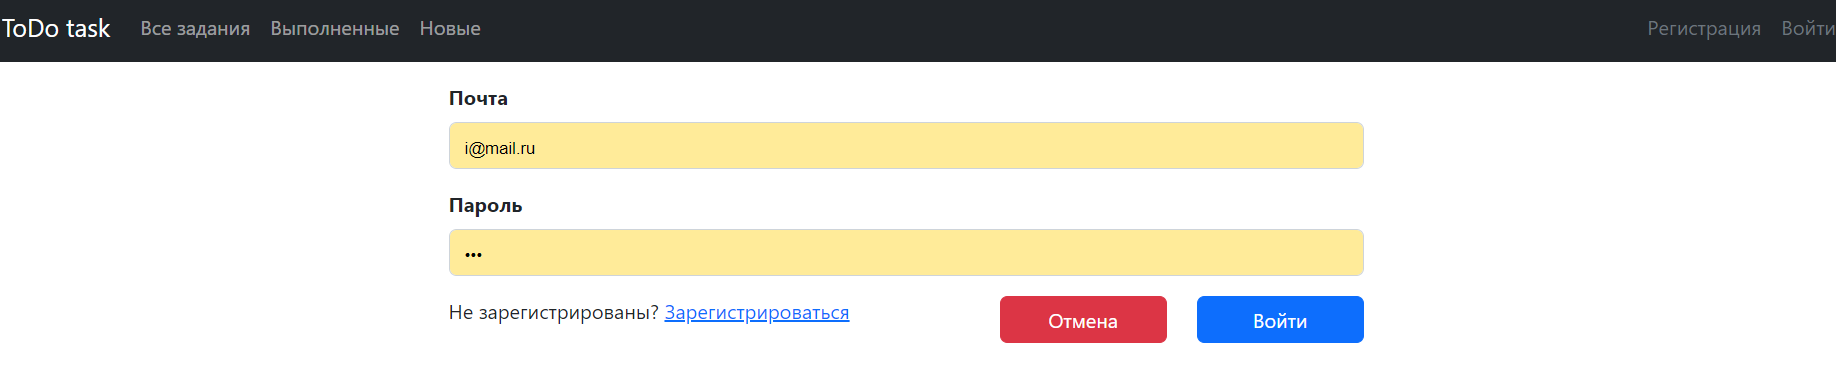 ToDo task Все задания Выполненные Новые Регистрация Войти
Почта
i@mail.ru
Пароль
•••
Не зарегистрированы? Зарегистрироваться Отмена Войти